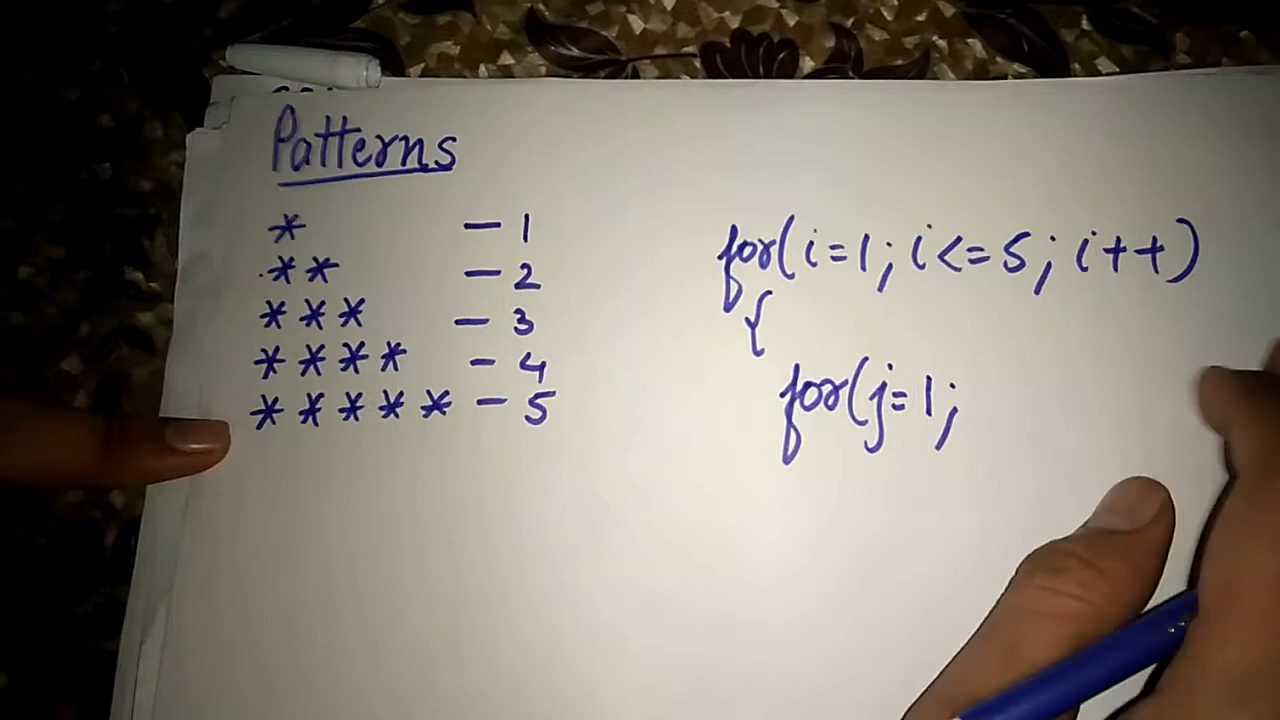 Patterns
* - 1
** - 2
*** - 3
**** - 4
***** - 5
for(i=1; i<=5; i++)
{
for(j=1;